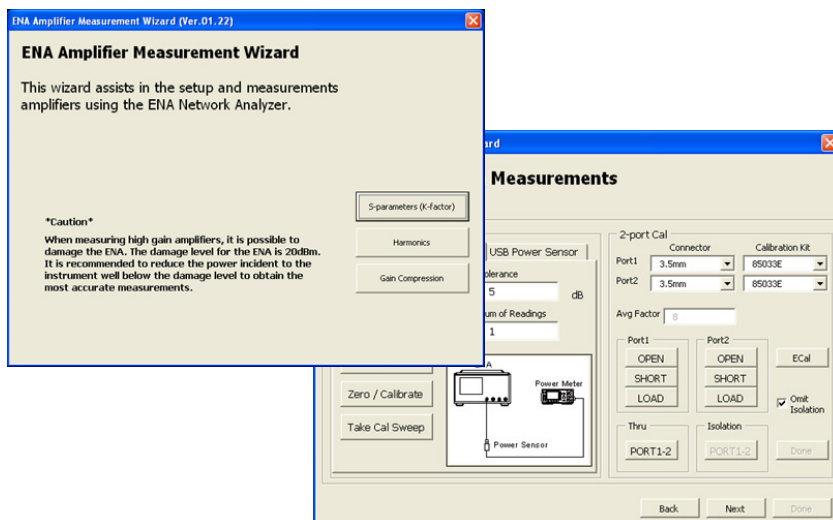 ENA Amplifier Measurement Wizard (Ver.01.22)
ENA Amplifier Measurement Wizard
This wizard assists in the setup and measurements
amplifiers using the ENA Network Analyzer.
*Caution*
When measuring high gain amplifiers, it is possible to
damage the ENA. The damage level for the ENA is 20dBm.
It is recommended to reduce the power incident to the
instrument well below the damage level to obtain the
most accurate measurements.
S-parameters (K-factor)
Harmonics
Gain Compression
Measurements
USB Power Sensor
5
dB
of Readings
1
Zero / Calibrate
Take Cal Sweep
Power Meter
Power Sensor
2-port Cal
Connector
Calibration Kit
Port1
3.5mm
85033E
Port2
3.5mm
85033E
Avg Factor
8
Port1
OPEN
SHORT
LOAD
Port2
OPEN
SHORT
LOAD
ECal
Omit
Isolation
Thru
PORT1-2
Isolation
PORT1-2
Done
Back
Next
Done